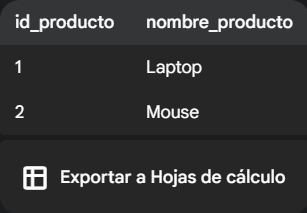 id_producto nombre_producto
1 Laptop
2 Mouse
Exportar a Hojas de cálculo